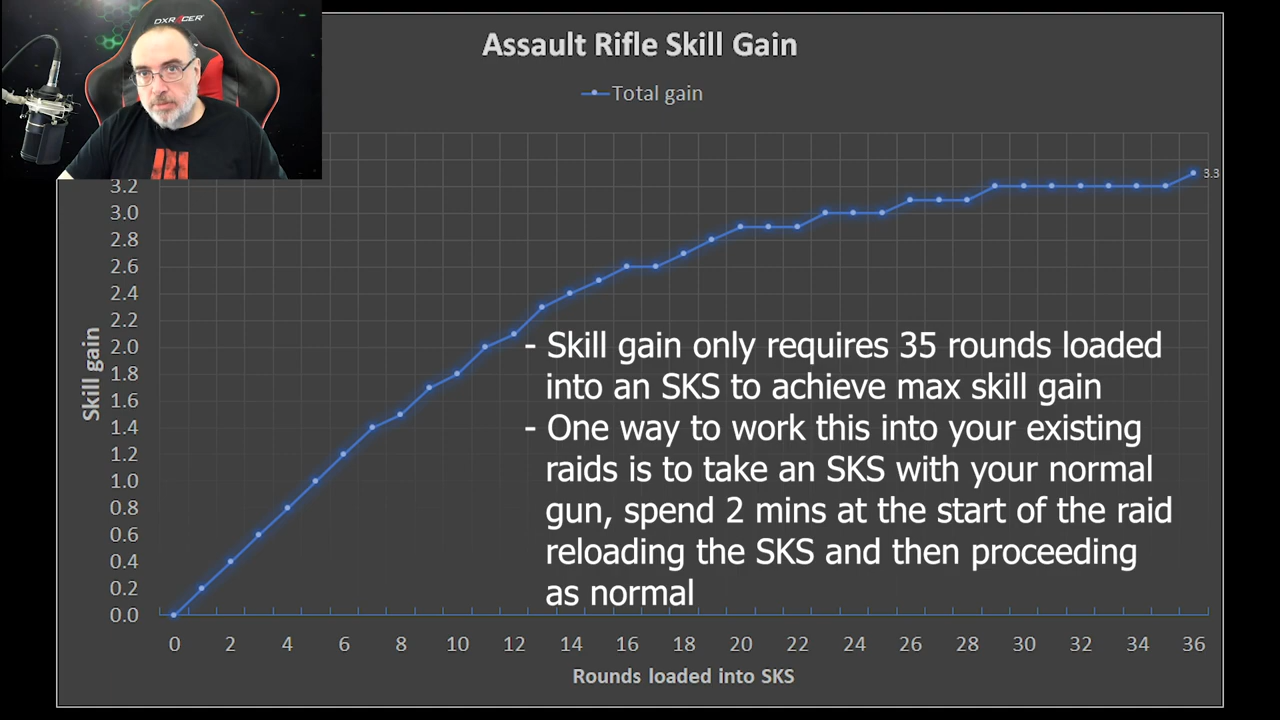 DXRACER
Assault Rifle Skill Gain
Total gain
3.3
3.2
3.0
2.8
2.6
2.4
2.2
2.0
1.8
1.6
1.4
1.2
1.0
0.8
0.6
0.4
0.2
0.0
Skill gain
- Skill gain only requires 35 rounds loaded
into an SKS to achieve max skill gain
- One way to work this into your existing
raids is to take an SKS with your normal
gun, spend 2 mins at the start of the raid
reloading the SKS and then proceeding
as normal
0 2 4 6 8 10 12 14 16 18 20 22 24 26 28 30 32 34 36
Rounds loaded into SKS